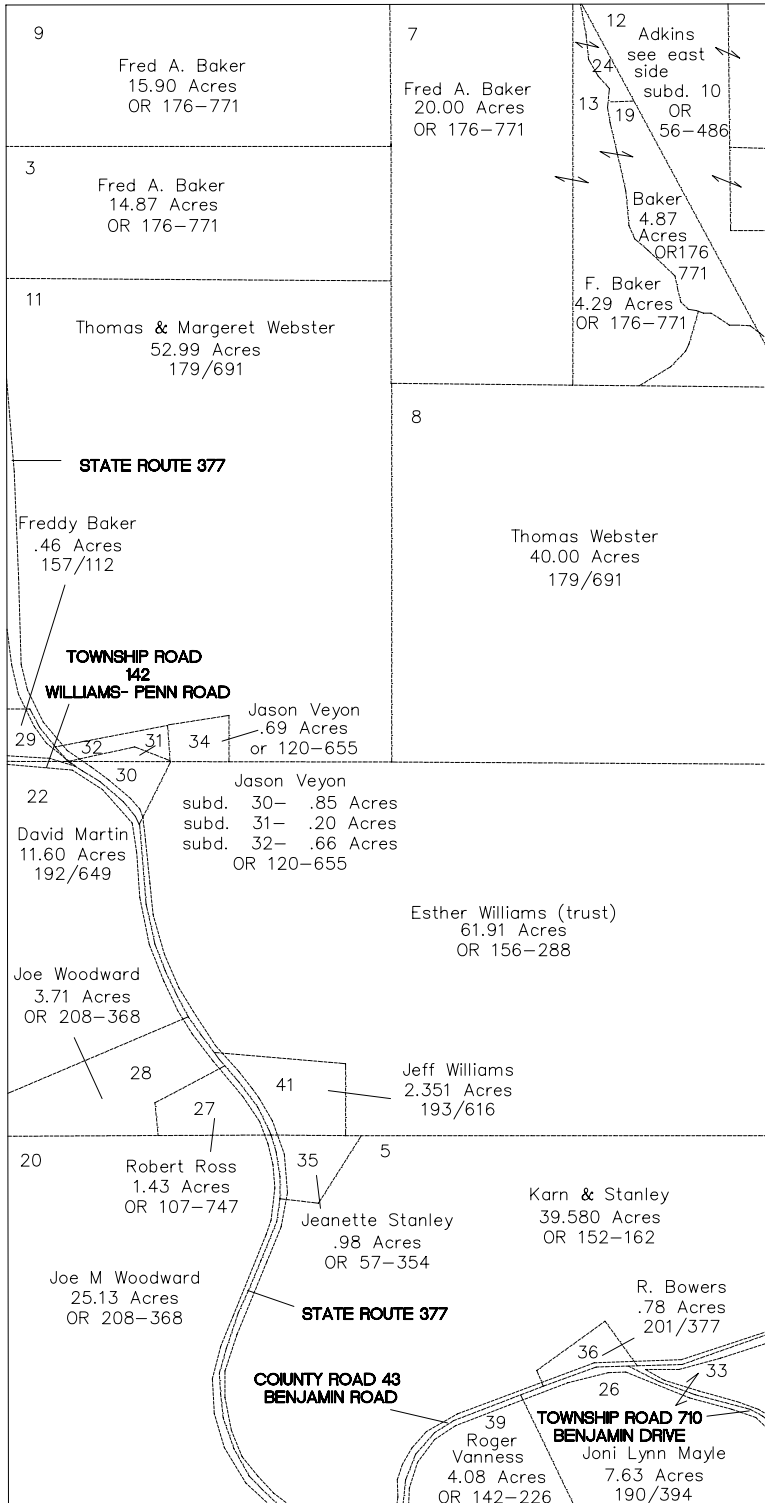 9
Fred A. Baker
15.90 Acres
OR 176-771
7
Fred A. Baker
20.00 Acres
OR 176-771
12
Adkins
see east
side
subd. 10
OR
56-486
24
13
19
3
Fred A. Baker
14.87 Acres
OR 176-771
Baker
4.87
Acres
OR176
771
F. Baker
4.29 Acres
OR 176-771
11
Thomas & Margeret Webster
52.99 Acres
179/691
8
STATE ROUTE 377
Freddy Baker
.46 Acres
157/112
Thomas Webster
40.00 Acres
179/691
TOWNSHIP ROAD
142
WILLIAMS- PENN ROAD
29
32
31
34
30
Jason Veyon
.69 Acres
or 120-655
22
David Martin
11.60 Acres
192/649
Jason Veyon
subd. 30- .85 Acres
subd. 31- .20 Acres
subd. 32- .66 Acres
OR 120-655
Esther Williams (trust)
61.91 Acres
OR 156-288
Joe Woodward
3.71 Acres
OR 208-368
28
27
41
Jeff Williams
2.351 Acres
193/616
20
Robert Ross
1.43 Acres
OR 107-747
35
5
Jeanette Stanley
.98 Acres
OR 57-354
Karn & Stanley
39.580 Acres
OR 152-162
Joe M Woodward
25.13 Acres
OR 208-368
STATE ROUTE 377
R. Bowers
.78 Acres
201/377
36
33
26
COIUNTY ROAD 43
BENJAMIN ROAD
39
Roger
Vanness
4.08 Acres
OR 142-226
TOWNSHIP ROAD 710
BENJAMIN DRIVE
Joni Lynn Mayle
7.63 Acres
190/394